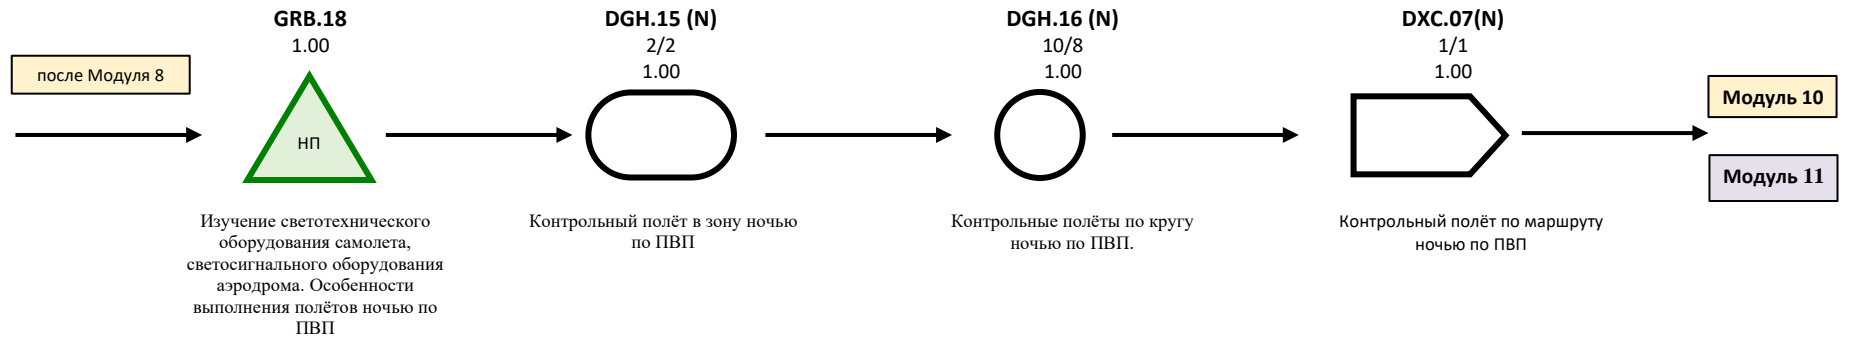 GRB.18
1.00
DGH.15 (N)
2/2
1.00
DGH.16 (N)
10/8
1.00
DXC.07(N)
1/1
1.00
после Модуля 8
НП
Модуль 10
Модуль 11
Изучение светотехнического
оборудования самолета,
светосигнального оборудования
аэродрома. Особенности
выполнения полётов ночью по
ПВП
Контрольный полёт в зону ночью
по ПВП
Контрольные полёты по кругу
ночью по ПВП.
Контрольный полёт по маршруту
ночью по ПВП